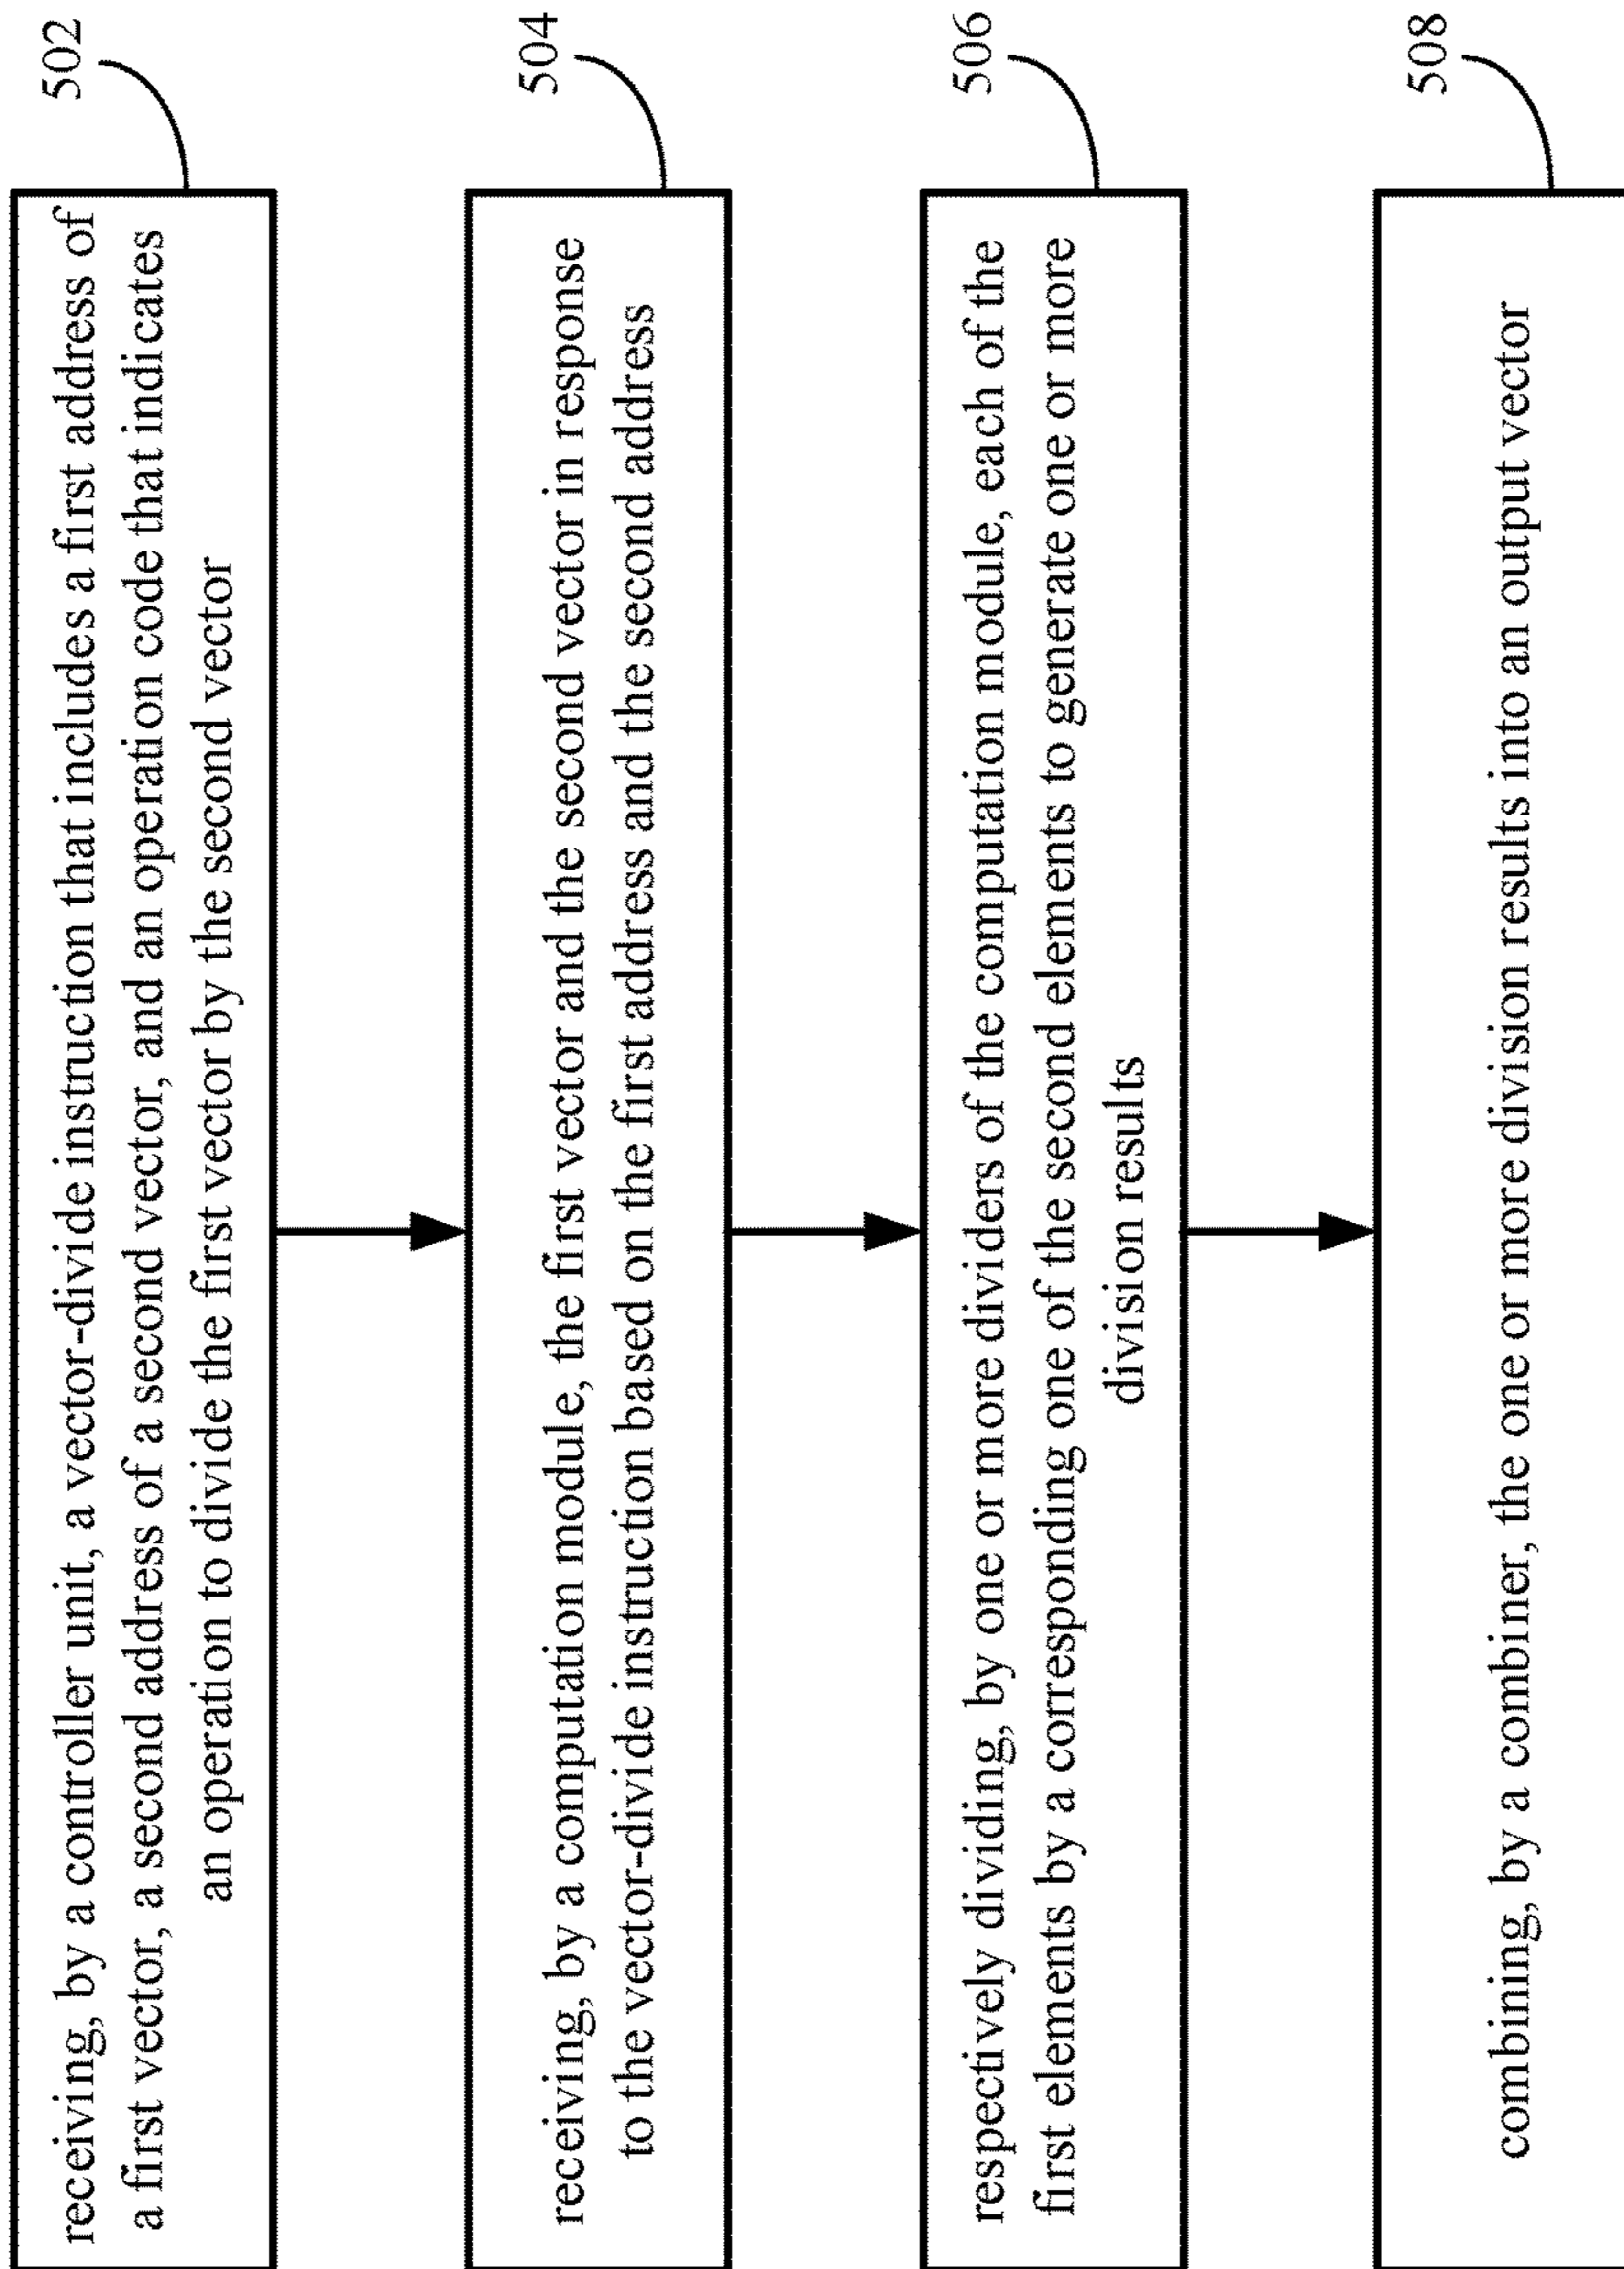 receiving, by a controller unit, a vector-divide instruction that includes a first address of
a first vector, a second address of a second vector, and an operation code that indicates
an operation to divide the first vector by the second vector
502
receiving, by a computation module, the first vector and the second vector in response
to the vector-divide instruction based on the first address and the second address
504
respectively dividing, by one or more dividers of the computation module, each of the
first elements by a corresponding one of the second elements to generate one or more
division results
506
combining, by a combiner, the one or more division results into an output vector
508